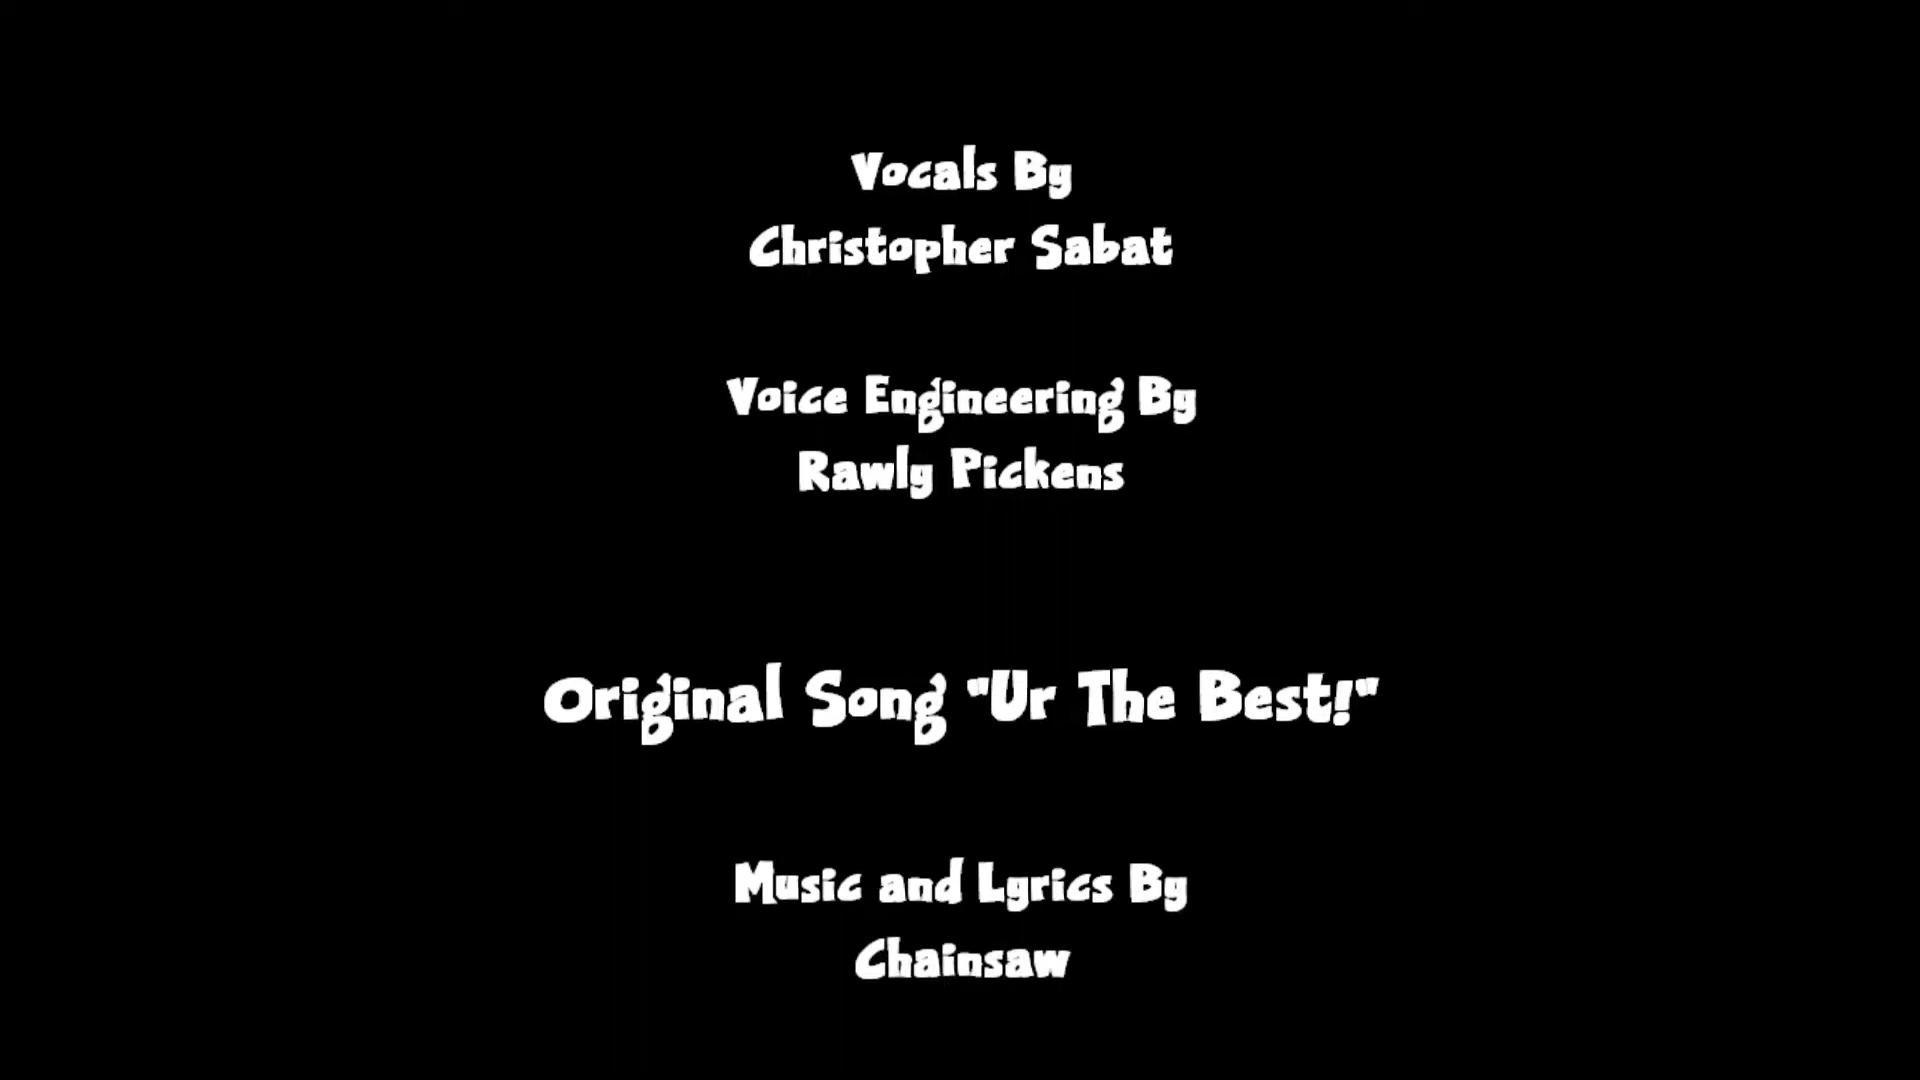 Vocals By
Christopher Sabat
Voice Engineering By
Rawly Pickens
Original Song "Ur The Best!"
Music and Lyrics By
Chainsaw